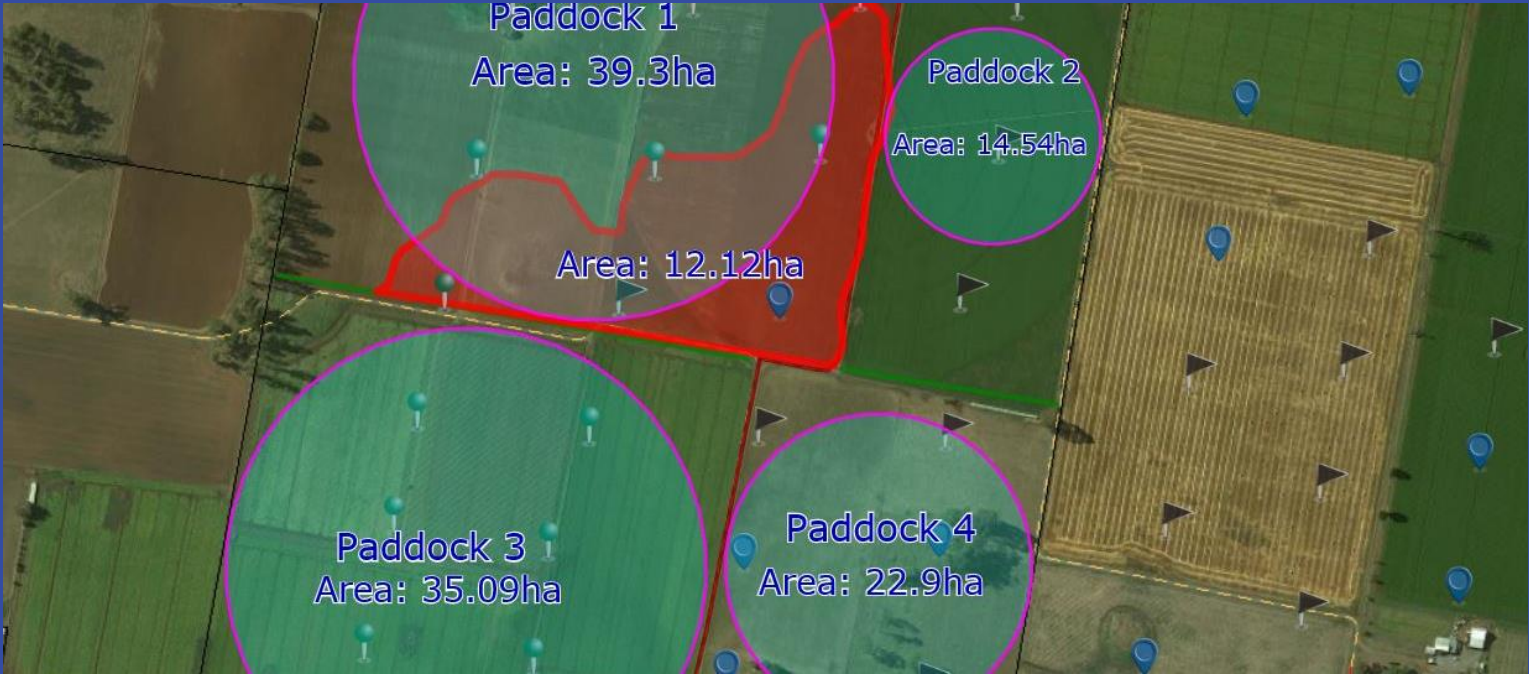 Paddock 1
Area: 39.3ha
Paddock 2
Area: 14.54ha
Area: 12.12ha
Paddock 3
Area: 35.09ha
Paddock 4
Area: 22.9ha